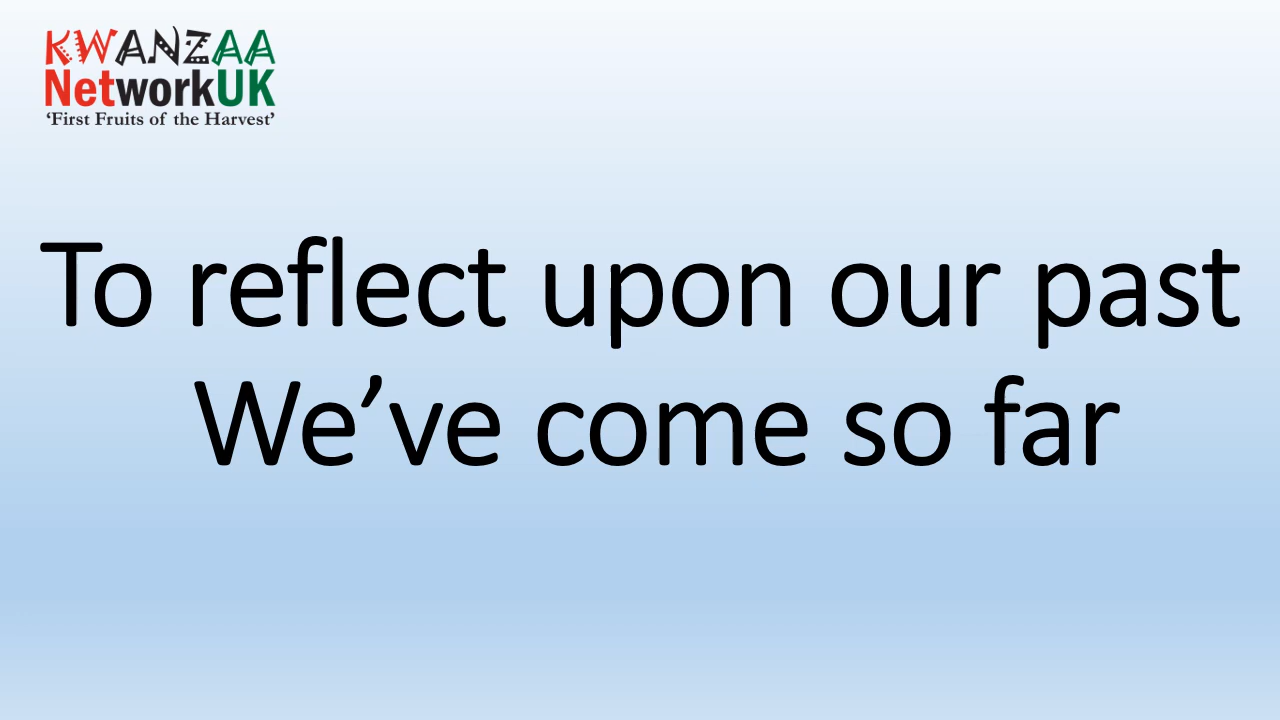 KWANZAA
NetworkUK
‘First Fruits of the Harvest’
To reflect upon our past
We’ve come so far